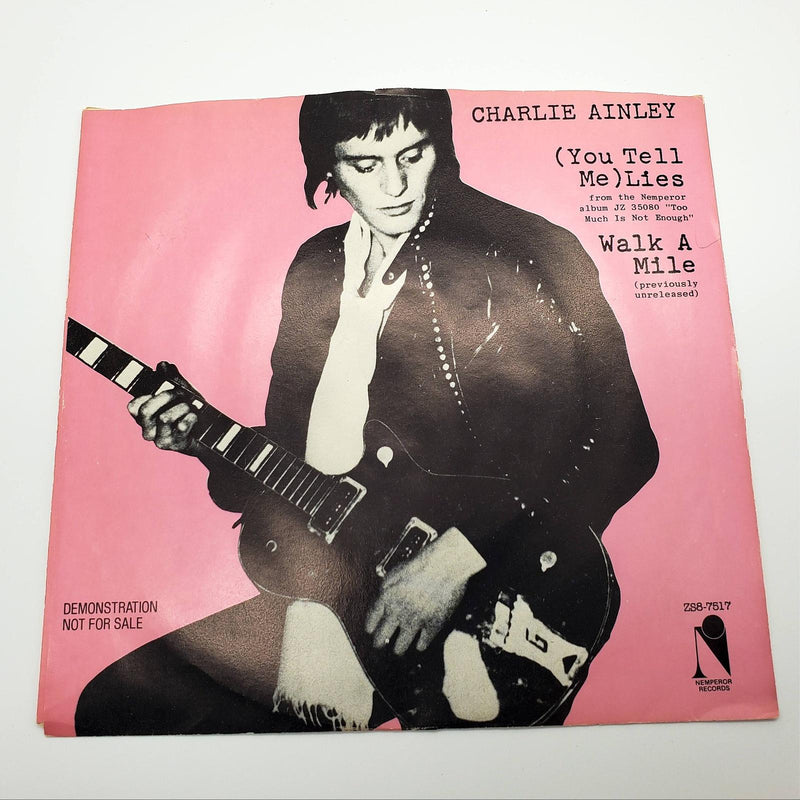 CHARLIE AINLEY
(You Tell
Me)Lies
from the Nemperor
album JZ 35080 "Too
Much Is Not Enough"
Walk A
Mile
(previously
unreleased)
G
DEMONSTRATION
NOT FOR SALE
ZS8-7517
NEMPEROR
RECORDS